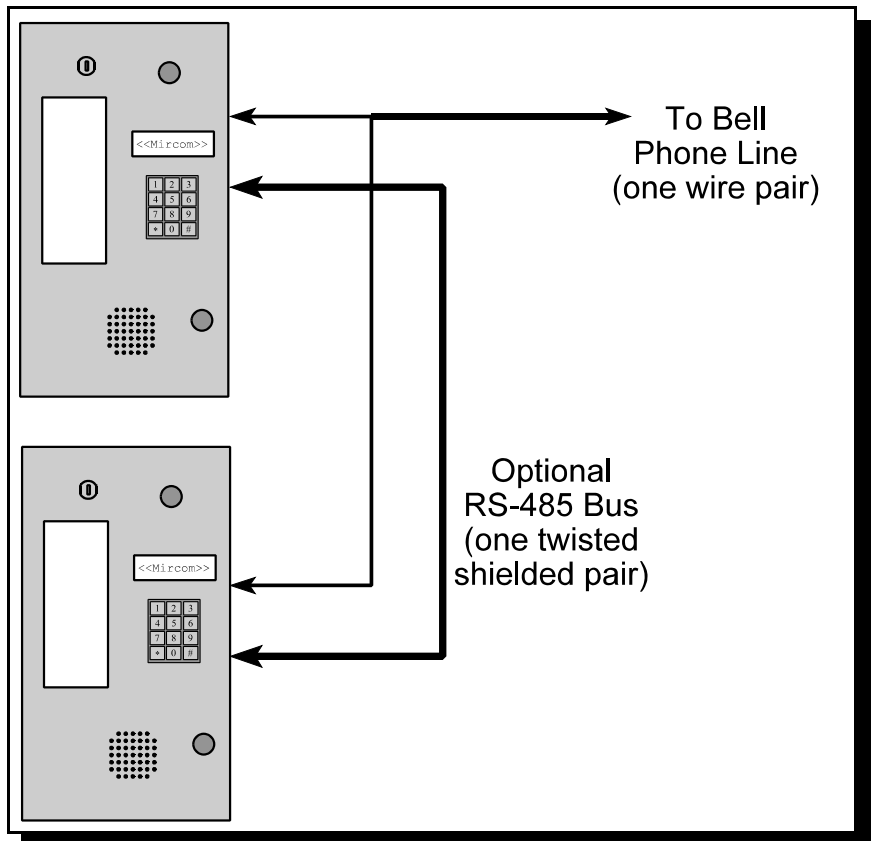 <<Mircom>>
1 2 3
4 5 6
7 8 9
* 0 #
To Bell
Phone Line
(one wire pair)
Optional
RS-485 Bus
(one twisted
shielded pair)
<<Mircom>>
1 2 3
4 5 6
7 8 9
* 0 #